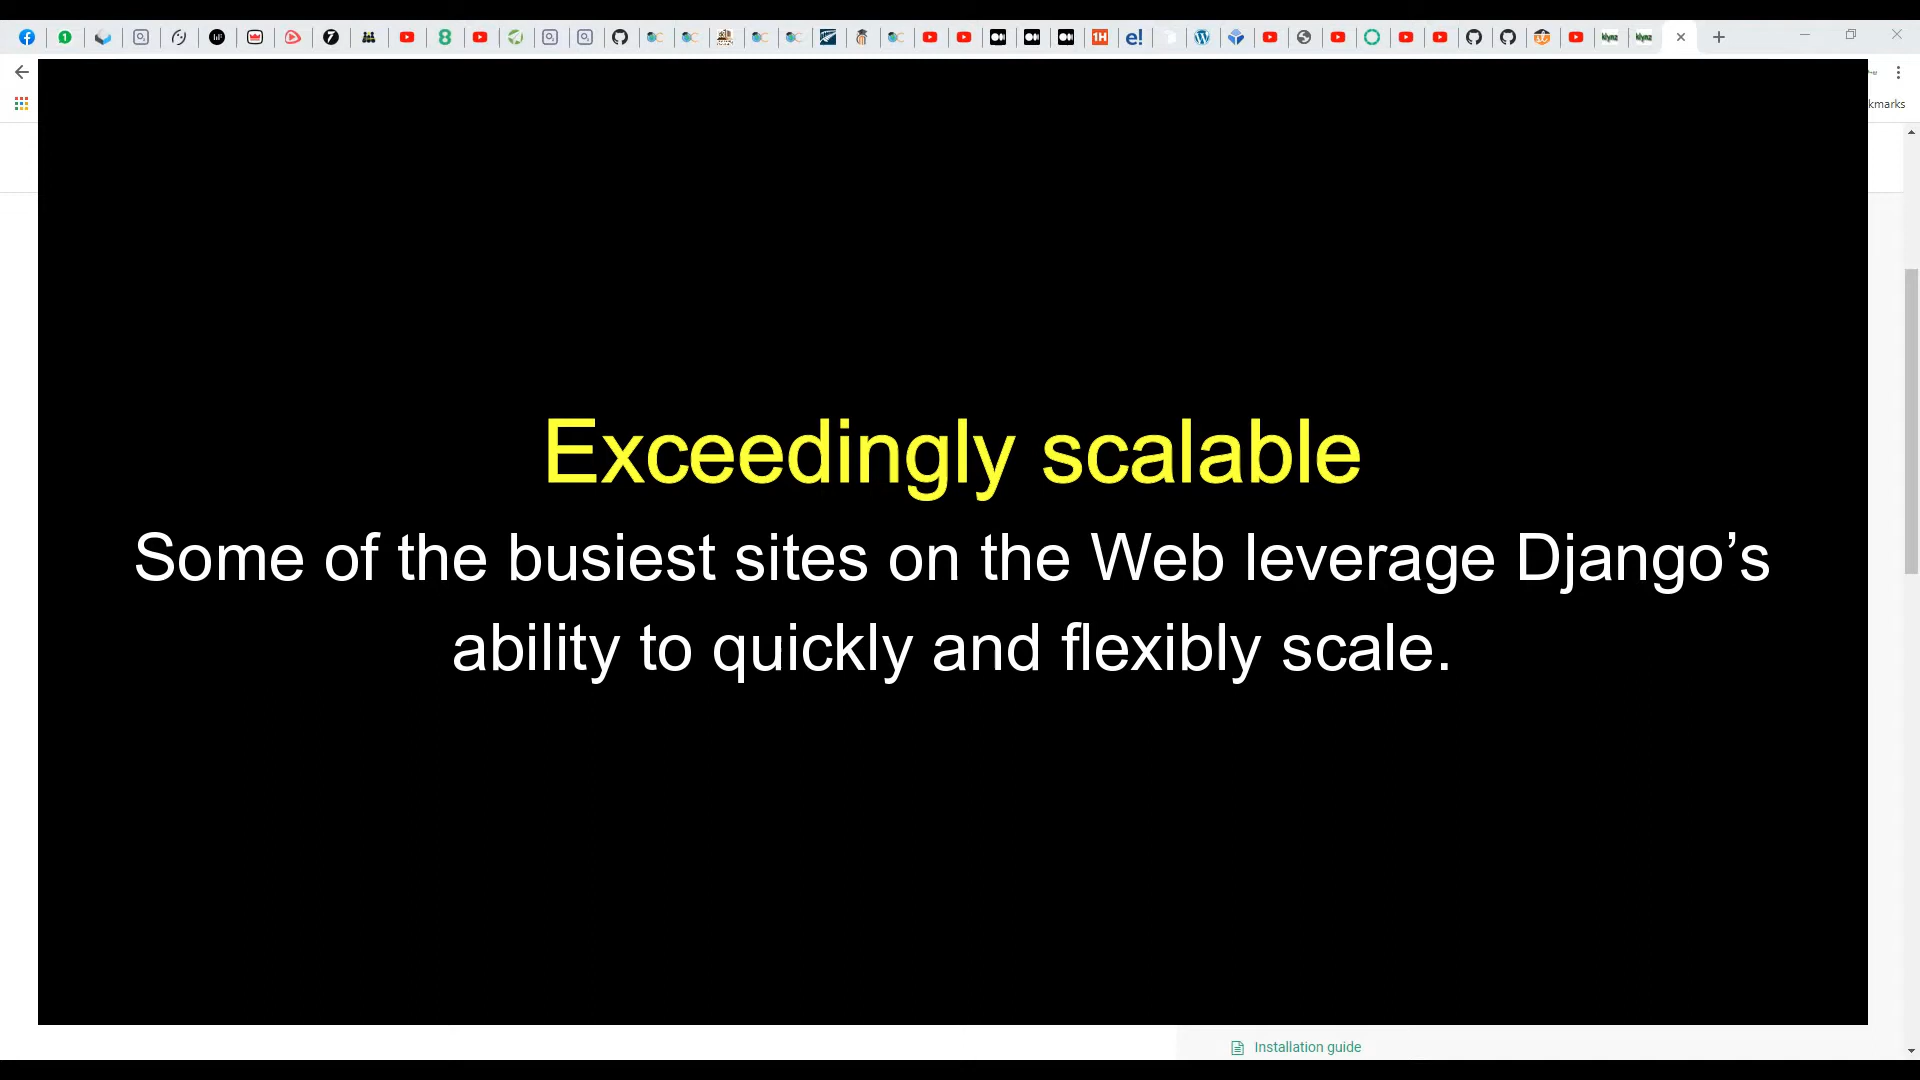 kmarks
Exceedingly scalable
Some of the busiest sites on the Web leverage Django’s
ability to quickly and flexibly scale.
Installation guide